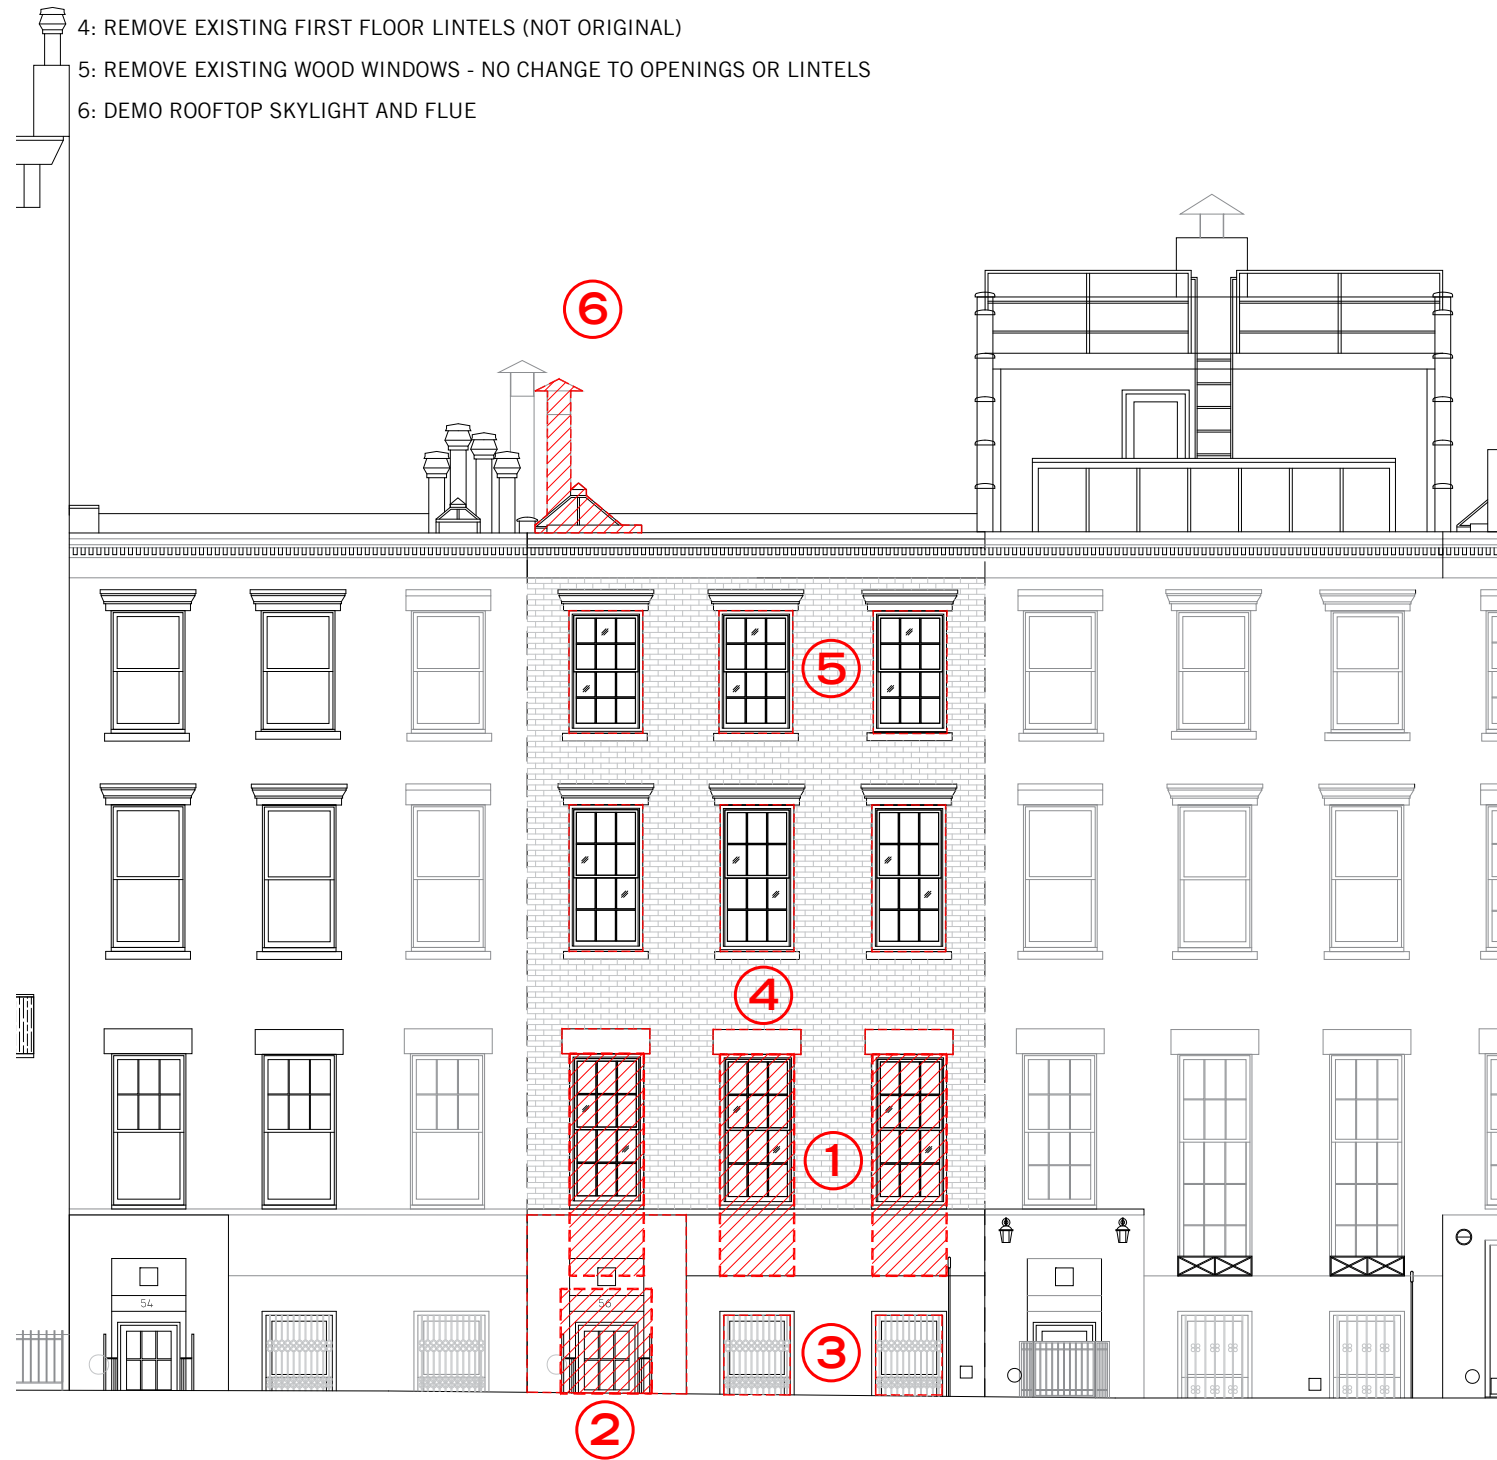 4: REMOVE EXISTING FIRST FLOOR LINTELS (NOT ORIGINAL)
5: REMOVE EXISTING WOOD WINDOWS - NO CHANGE TO OPENINGS OR LINTELS
6: DEMO ROOFTOP SKYLIGHT AND FLUE
6
5
4
1
54
56
3
2